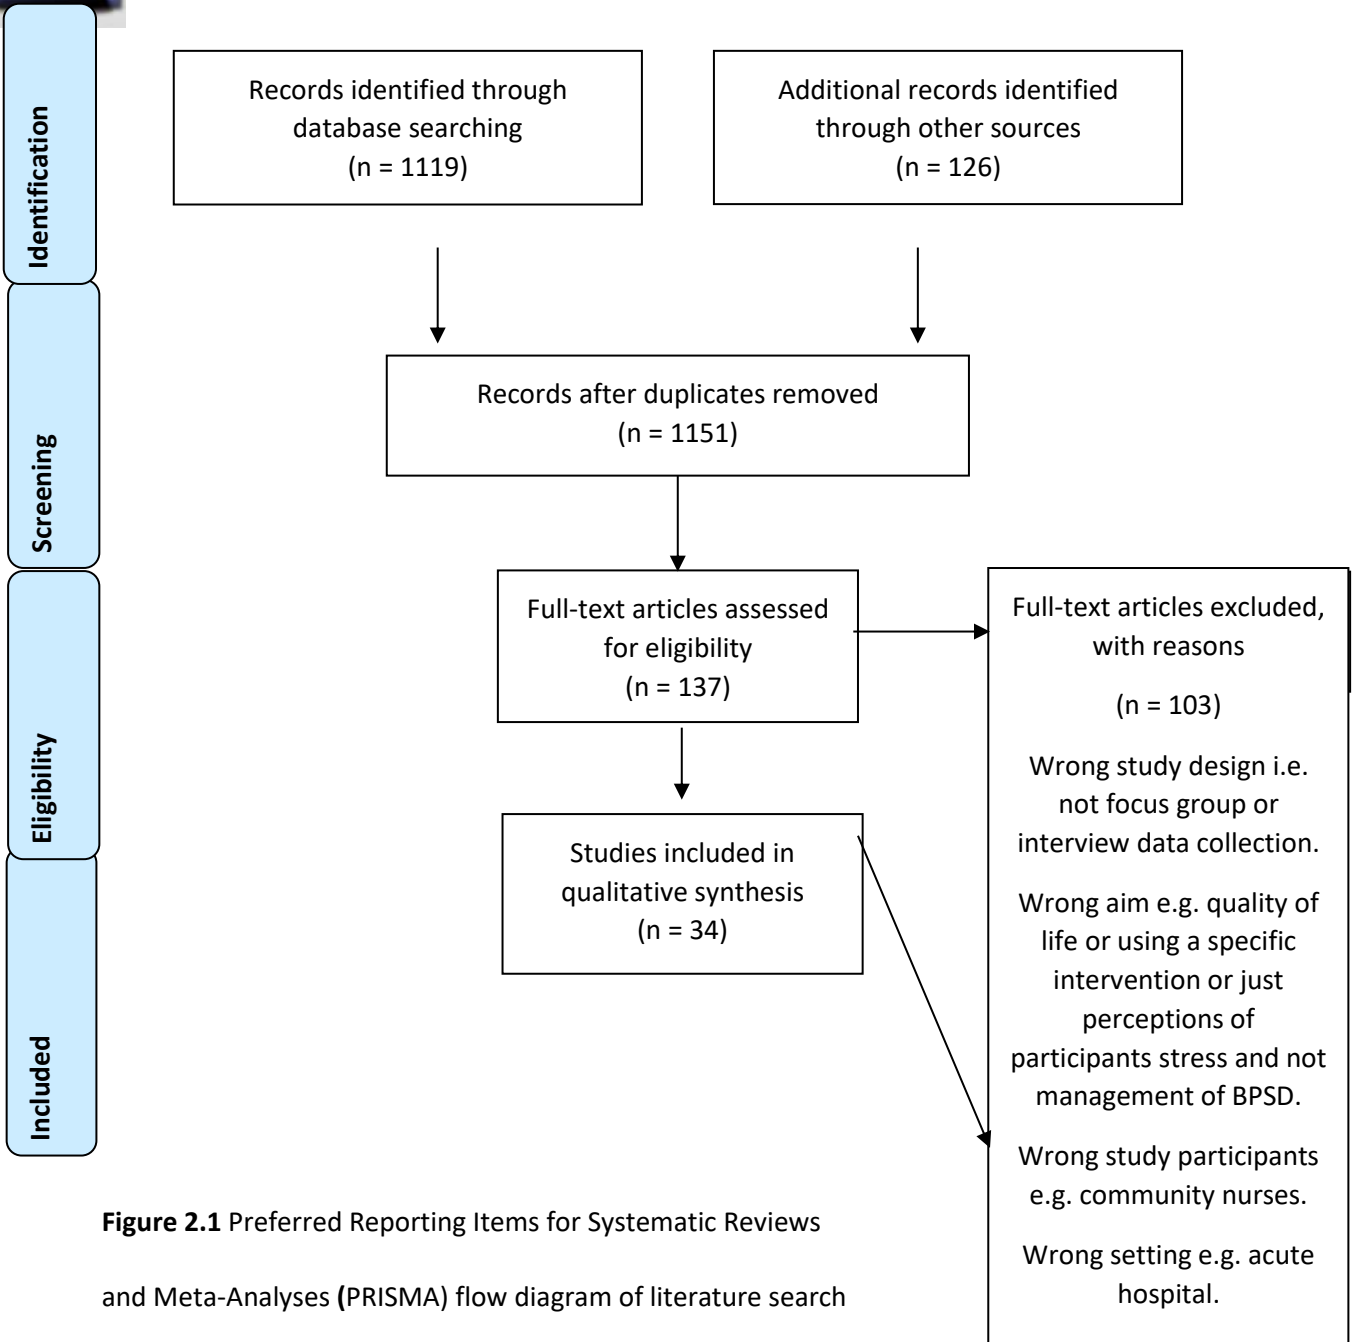 Identification
Records identified through
database searching
(n = 1119)
Additional records identified
through other sources
(n = 126)
Screening
Records after duplicates removed
(n = 1151)
Eligibility
Full-text articles assessed
for eligibility
(n = 137)
Full-text articles excluded,
with reasons
(n = 103)
Wrong study design i.e.
not focus group or
interview data collection.
Wrong aim e.g. quality of
life or using a specific
intervention or just
perceptions of
participants stress and not
management of BPSD.
Wrong study participants
e.g. community nurses.
Wrong setting e.g. acute
hospital.
Included
Studies included in
qualitative synthesis
(n = 34)
Figure 2.1 Preferred Reporting Items for Systematic Reviews
and Meta-Analyses (PRISMA) flow diagram of literature search